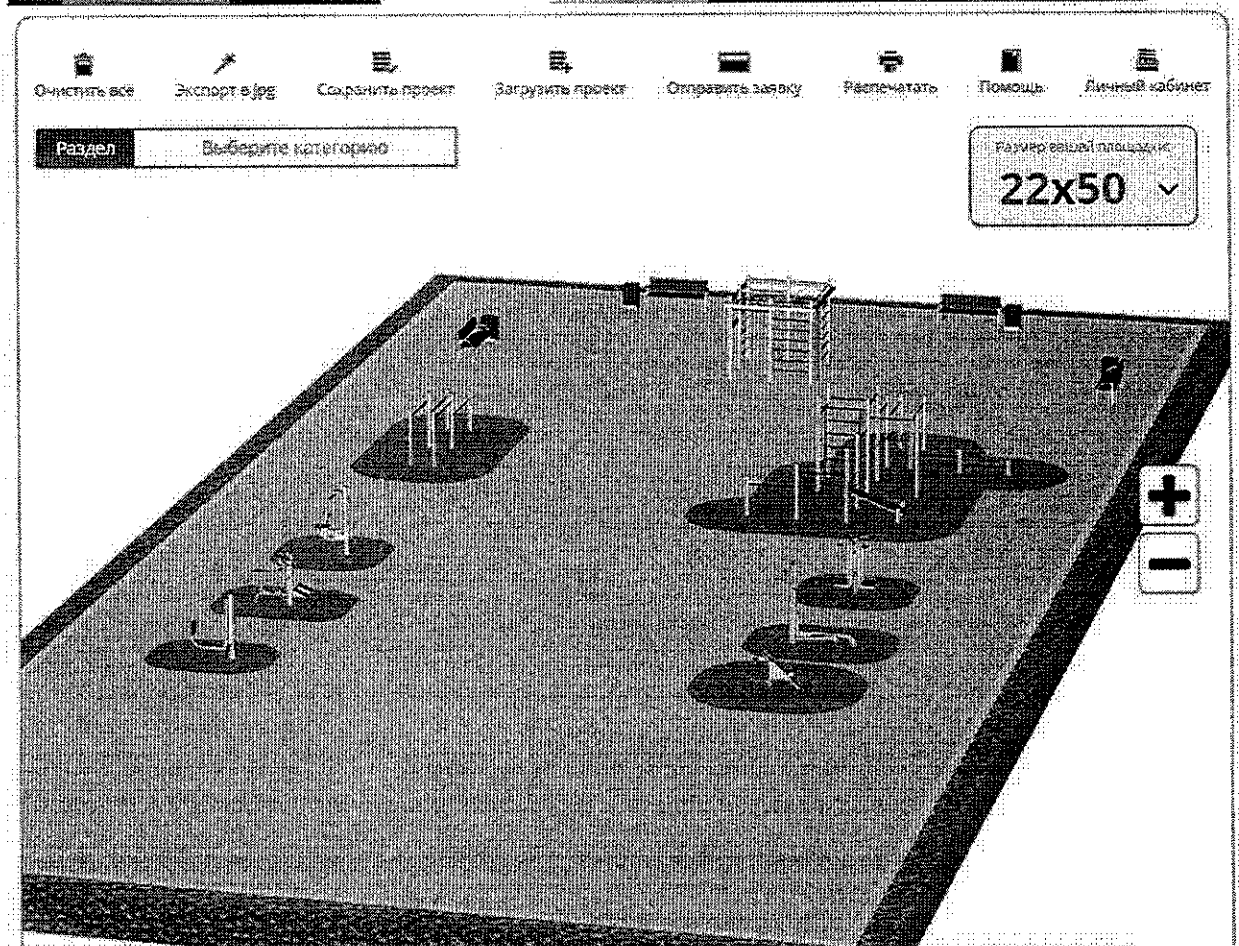 Очистить все
Экспорт в jpg
Сохранить проект
Загрузить проект
Отправить заявку
Распечатать
Помощь
Личный кабинет
Раздел
Выберите категорию
Размер вашей площадки:
22x50